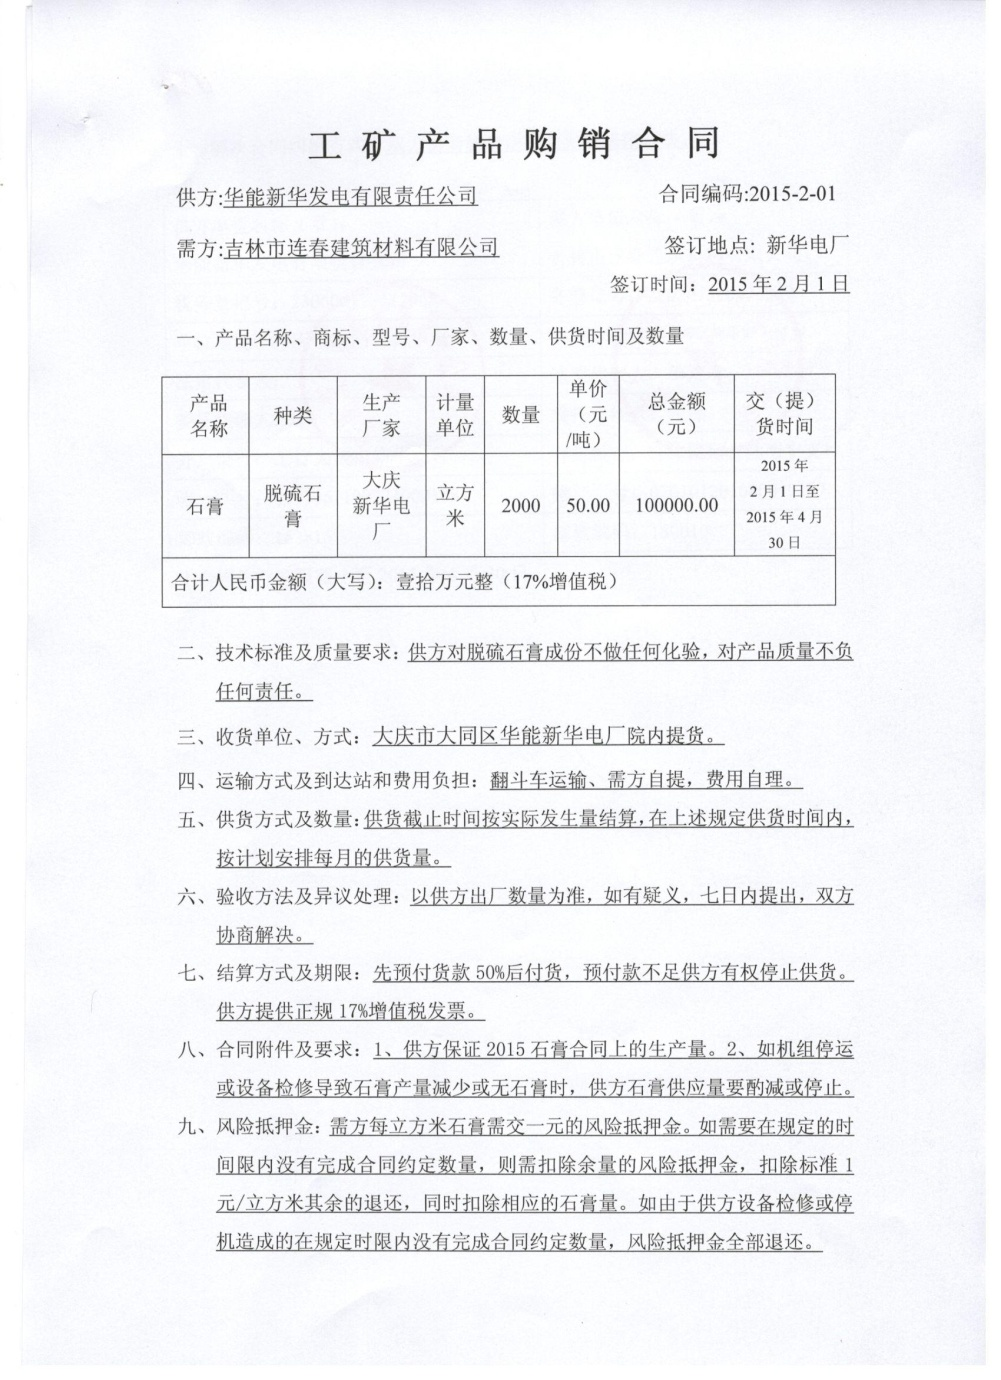 工矿产品购销合同
供方:华能新华发电有限责任公司 合同编码:2015-2-01
需方:吉林市连春建筑材料有限公司 签订地点: 新华电厂
签订时间: 2015年2月1日
一、产品名称、商标、型号、厂家、数量、供货时间及数量
产品
名称
种类
生产
厂家
计量
单位
数量
单价
（元
/吨）
总金额
（元）
交（提）
货时间
石膏
脱硫石
膏
大庆
新华电
厂
立方
米
2000
50.00
100000.00
2015年
2月1日至
2015年4月
30日
合计人民币金额（大写）：壹拾万元整（17%增值税）
二、技术标准及质量要求：供方对脱硫石膏成份不做任何化验，对产品质量不负
任何责任。
三、收货单位、方式：大庆市大同区华能新华电厂院内提货。
四、运输方式及到达站和费用负担：翻斗车运输、需方自提，费用自理。
五、供货方式及数量：供货截止时间按实际发生量结算，在上述规定供货时间内，
按计划安排每月的供货量。
六、验收方法及异议处理：以供方出厂数量为准，如有疑义，七日内提出，双方
协商解决。
七、结算方式及期限：先预付货款50%后付货，预付款不足供方有权停止供货。
供方提供正规17%增值税发票。
八、合同附件及要求：1、供方保证2015石膏合同上的生产量。2、如机组停运
或设备检修导致石膏产量减少或无石膏时，供方石膏供应量要酌减或停止。
九、风险抵押金：需方每立方米石膏需交一元的风险抵押金。如需要在规定的时
间限内没有完成合同约定数量，则需扣除余量的风险抵押金，扣除标准1
元/立方米其余的退还，同时扣除相应的石膏量。如由于供方设备检修或停
机造成的在规定时限内没有完成合同约定数量，风险抵押金全部退还。